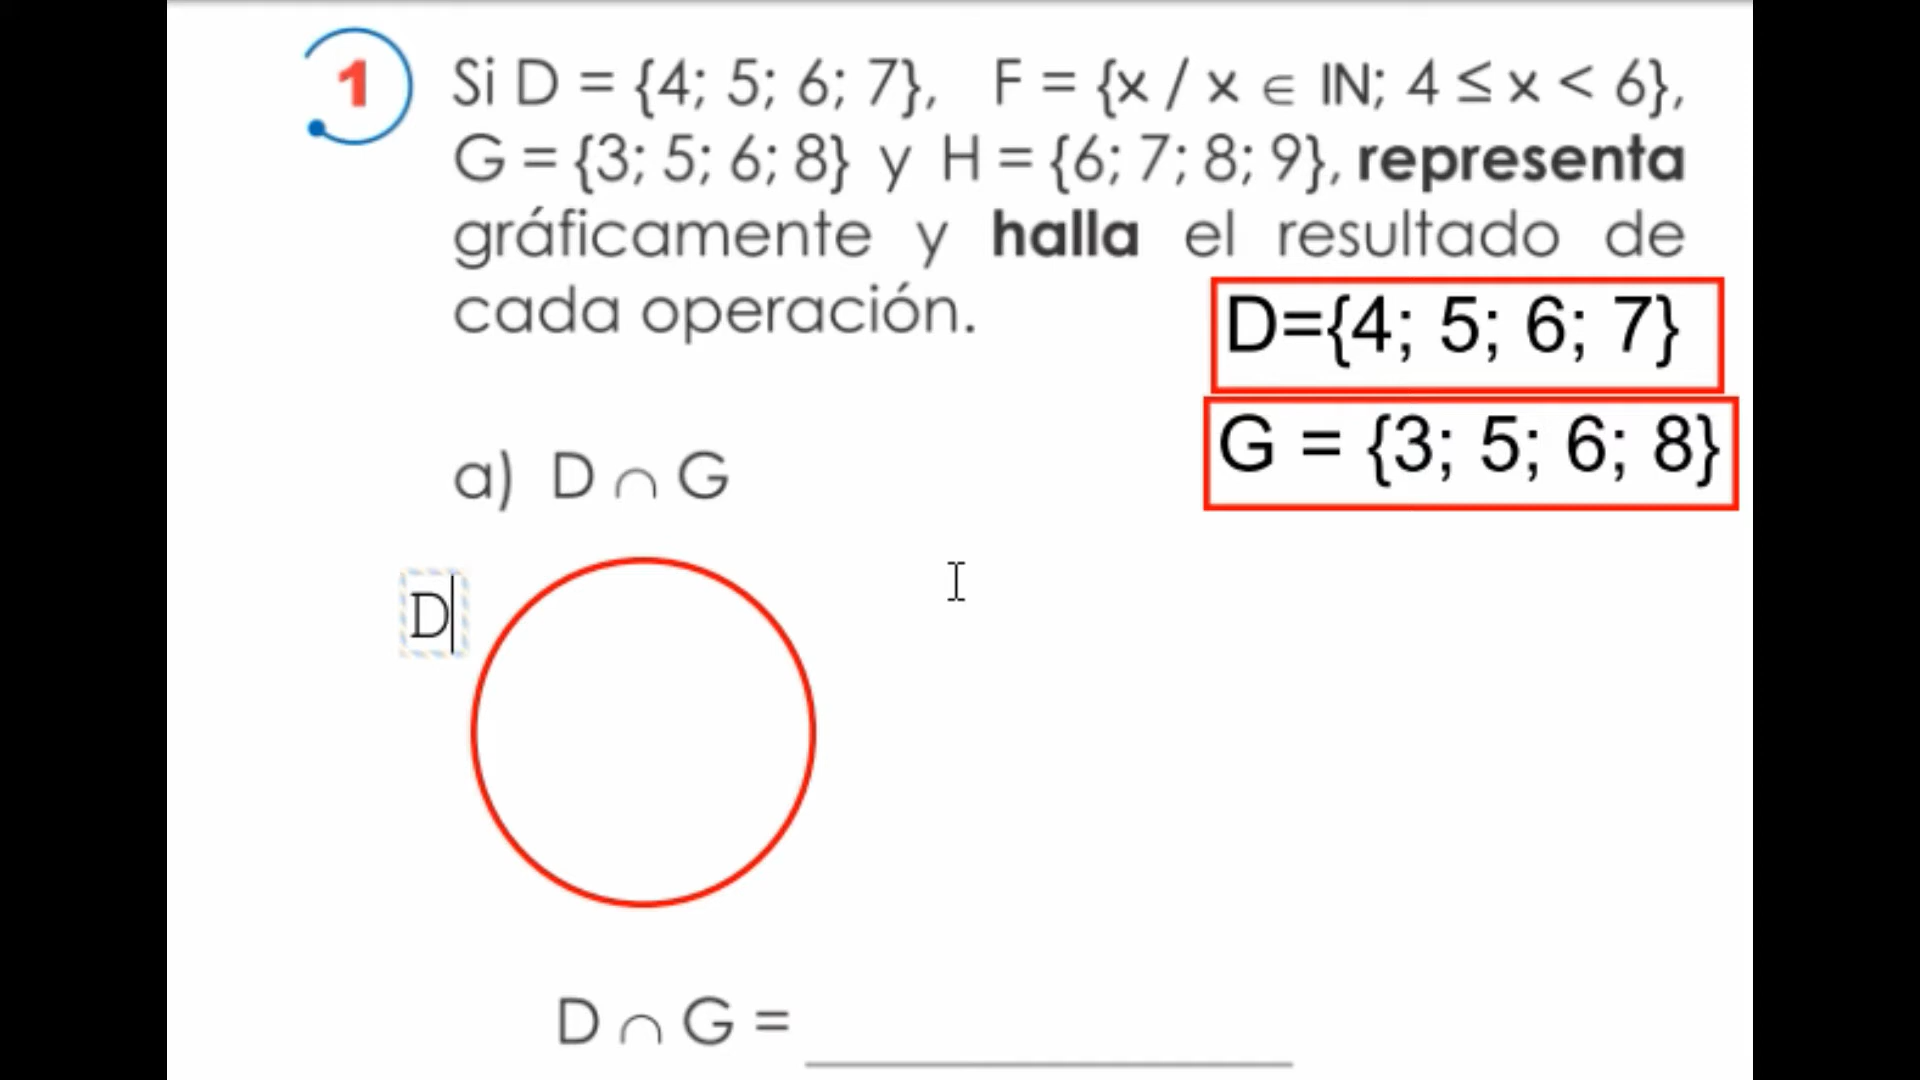 1
Si D = {4; 5; 6; 7}, F = {x / x ∈ IN; 4 ≤ x < 6},
G = {3; 5; 6; 8} y H = {6; 7; 8; 9}, representa
gráficamente y halla el resultado de
cada operación.
D={4; 5; 6; 7}
G = {3; 5; 6; 8}
a) D ∩ G
D
D ∩ G =